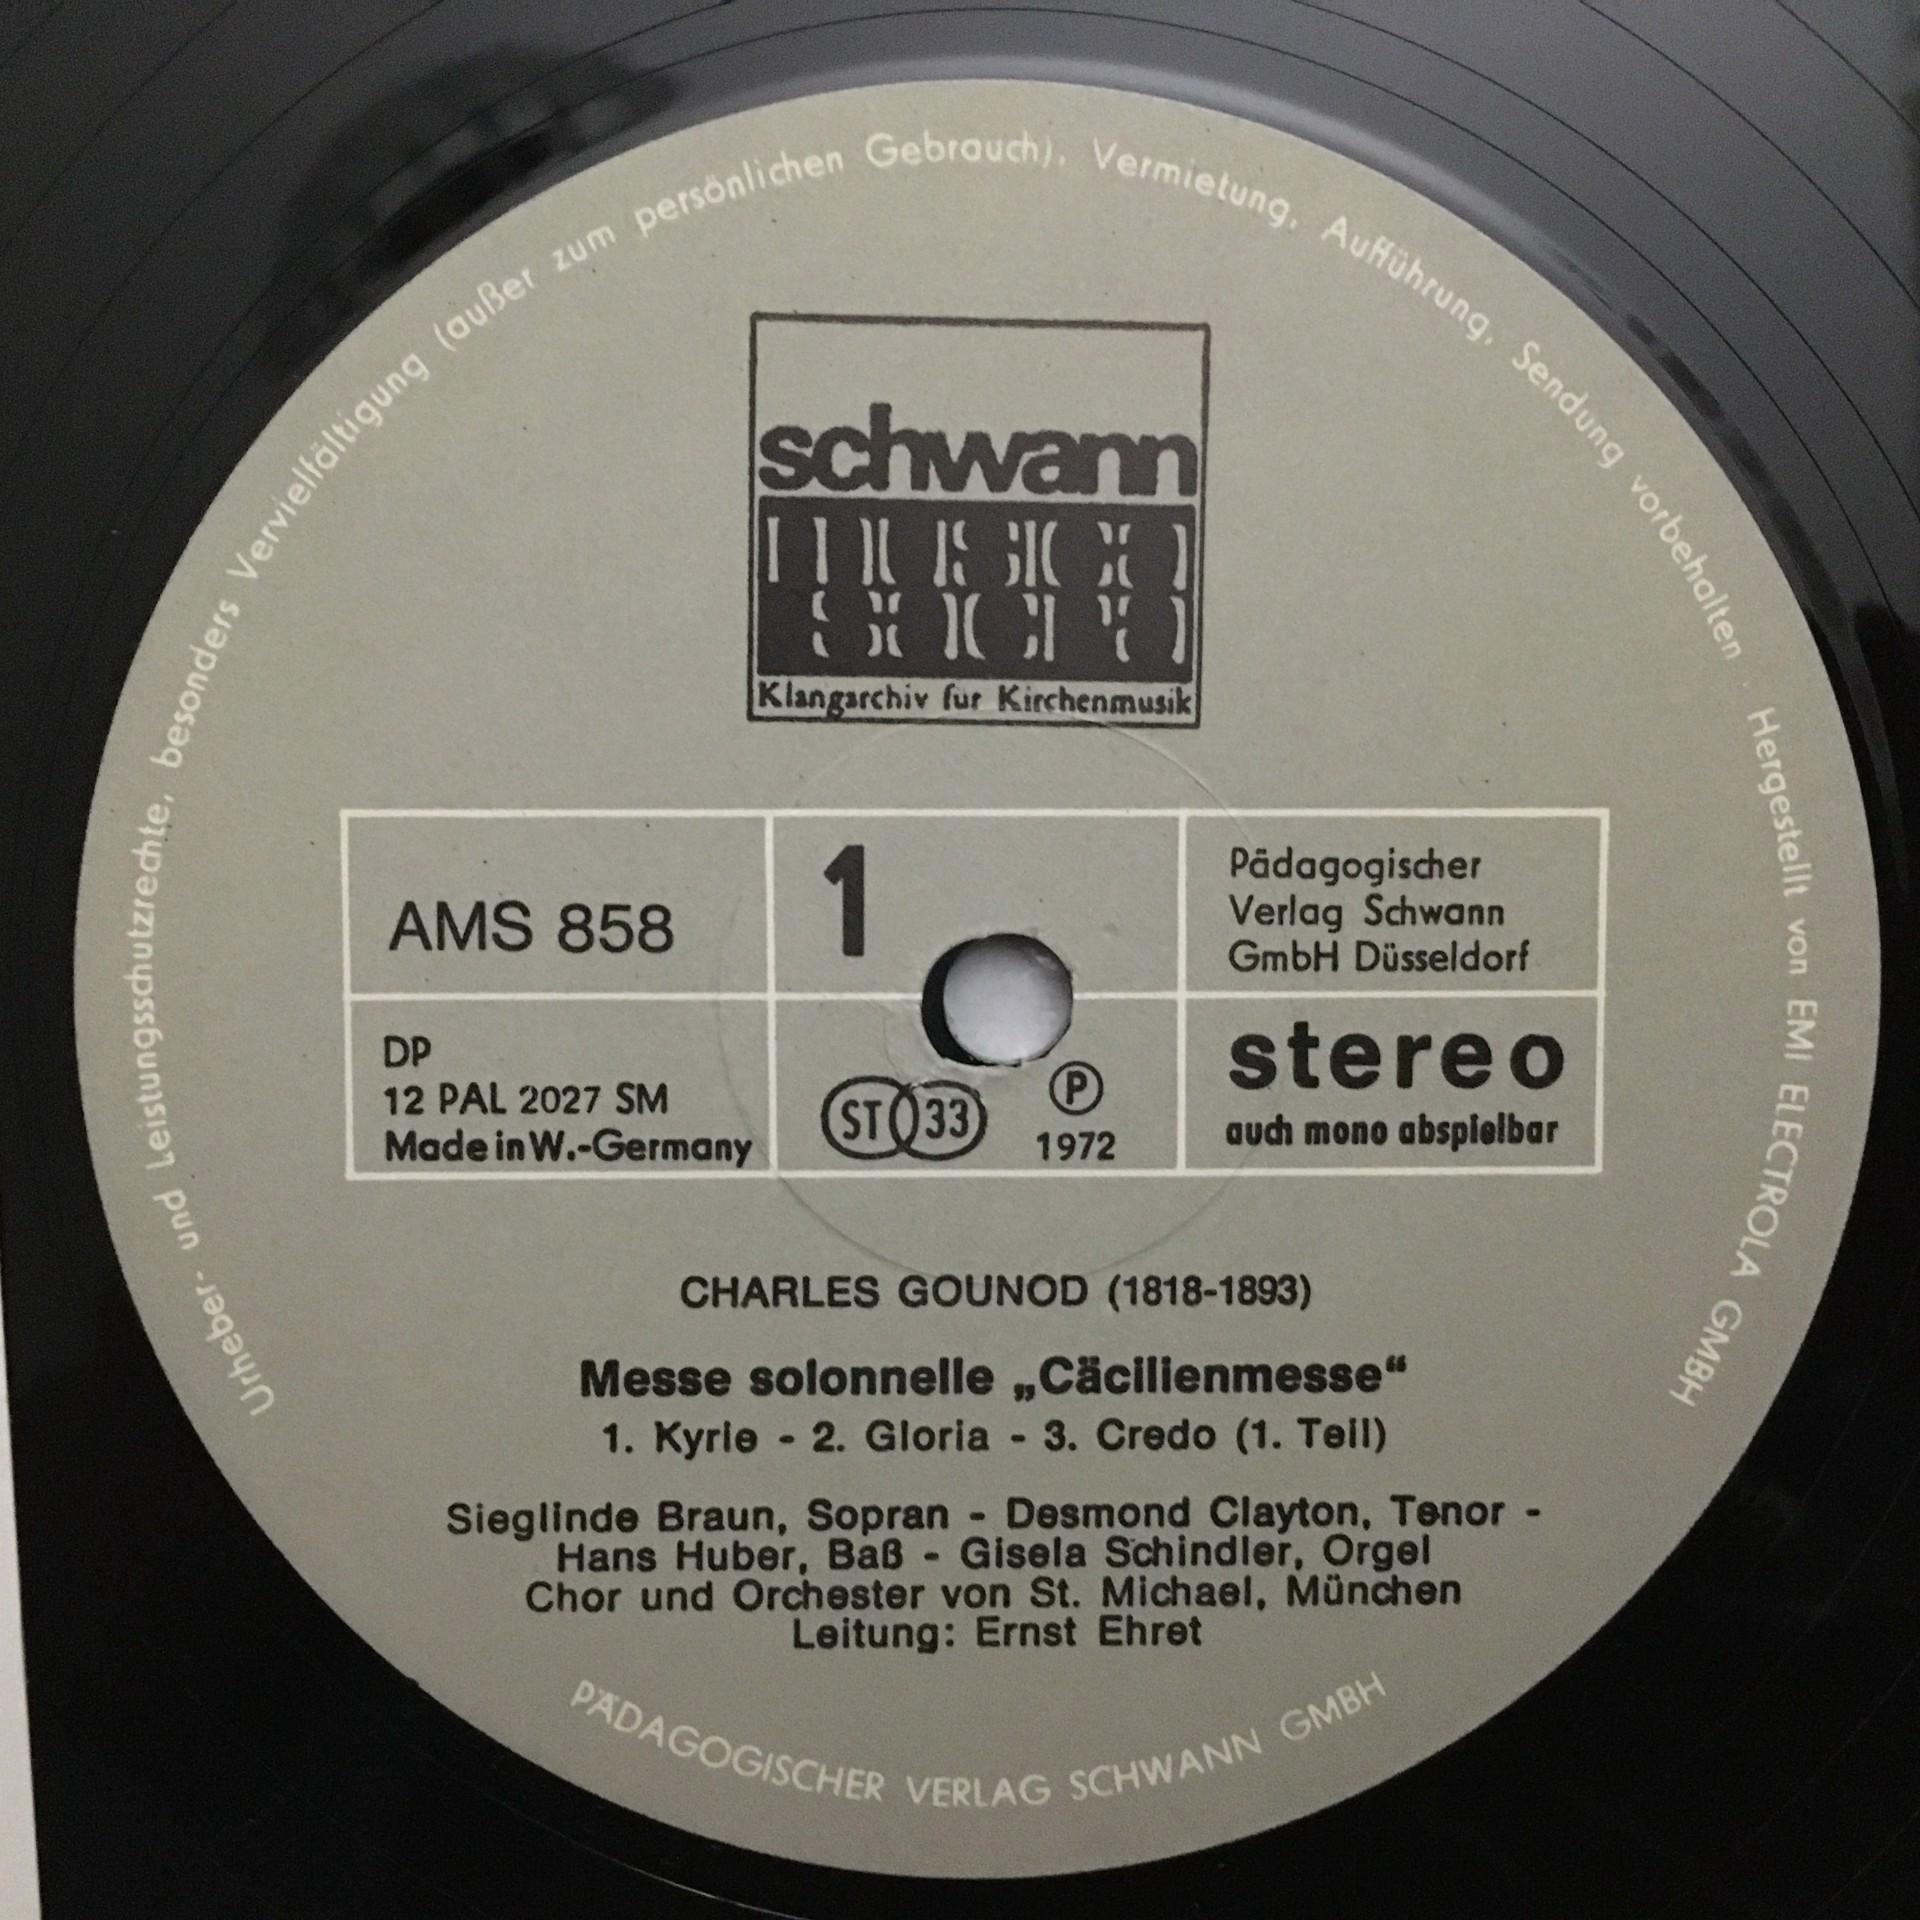 Urheber- und Leistungsschutzrechte, besonders Vervielfältigung (außer zum persönlichen Gebrauch), Vermietung, Aufführung, Sendung vorbehalten · Hergestellt von EMI ELECTROLA GMBH
schwann
Klangarchiv für Kirchenmusik
AMS 858
1
Pädagogischer
Verlag Schwann
GmbH Düsseldorf
DP
12 PAL 2027 SM
Made in W.-Germany
ST 33
℗
1972
stereo
auch mono abspielbar
CHARLES GOUNOD (1818-1893)
Messe solonnelle „Cäcilienmesse“
1. Kyrie - 2. Gloria - 3. Credo (1. Teil)
Sieglinde Braun, Sopran - Desmond Clayton, Tenor -
Hans Huber, Baß - Gisela Schindler, Orgel
Chor und Orchester von St. Michael, München
Leitung: Ernst Ehret
PÄDAGOGISCHER VERLAG SCHWANN GMBH